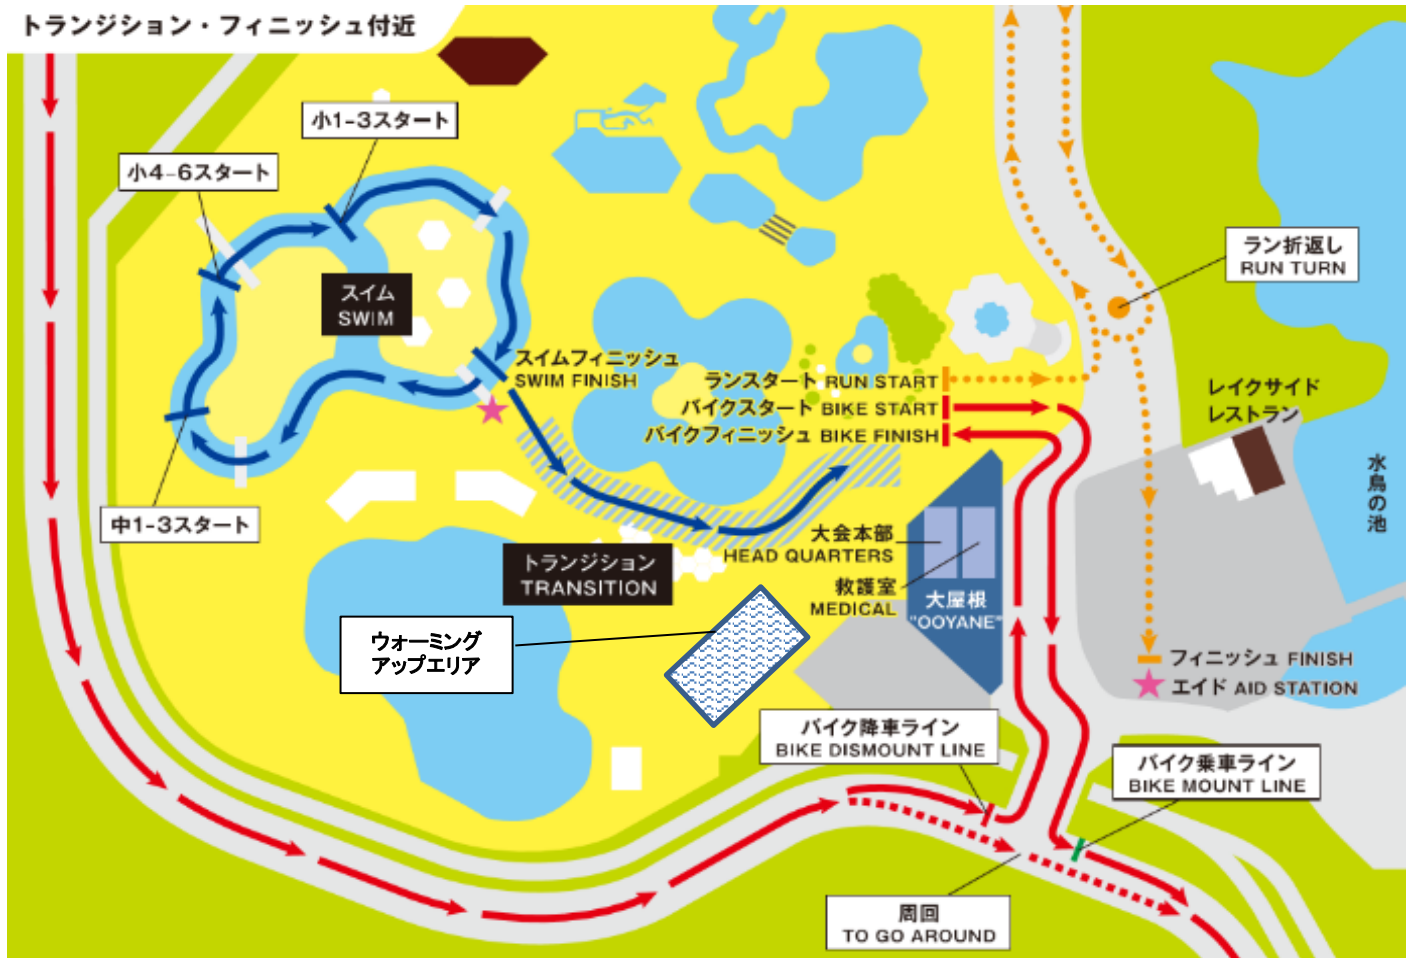 トランジション・フィニッシュ付近
小1-3スタート
小4-6スタート
スイム
SWIM
ラン折返し
RUN TURN
スイムフィニッシュ
SWIM FINISH
ランスタート RUN START
バイクスタート BIKE START
バイクフィニッシュ BIKE FINISH
レイクサイド
レストラン
水鳥の池
中1-3スタート
トランジション
TRANSITION
大会本部
HEAD QUARTERS
救護室
MEDICAL
大屋根
"OOYANE"
ウォーミング
アップエリア
フィニッシュ FINISH
エイド AID STATION
バイク降車ライン
BIKE DISMOUNT LINE
バイク乗車ライン
BIKE MOUNT LINE
周回
TO GO AROUND